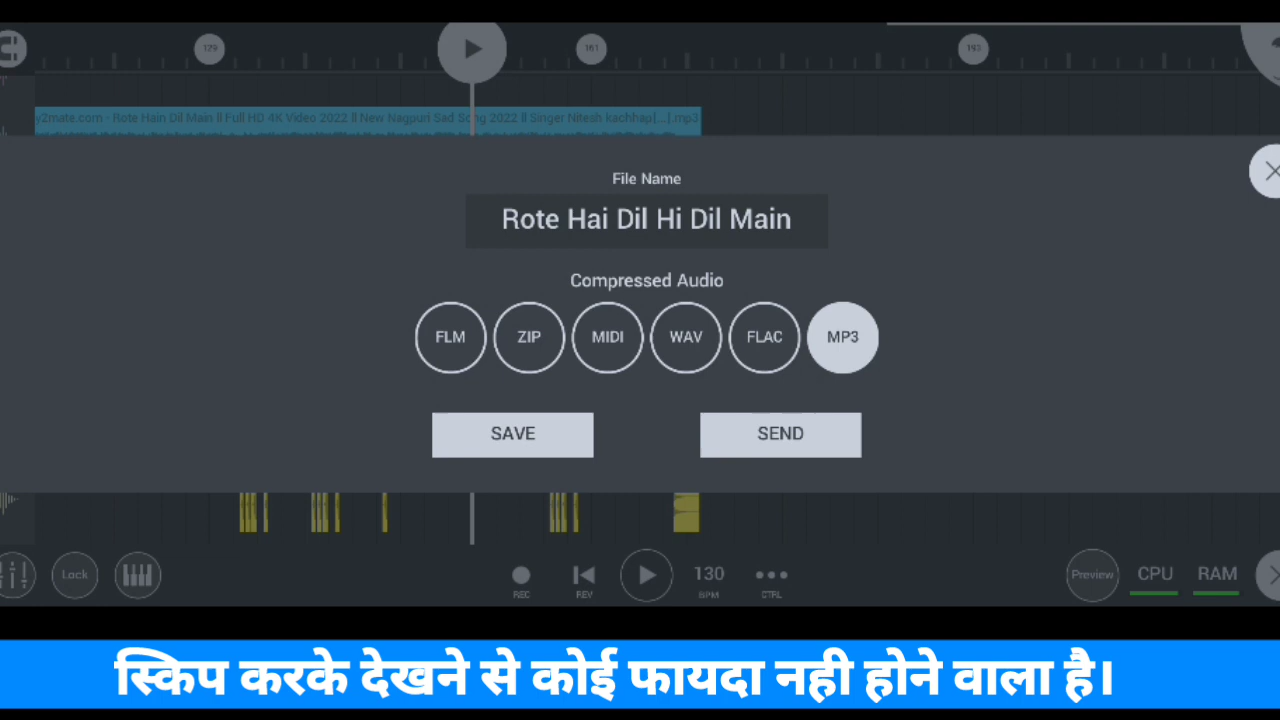 129
161
193
y2mate.com - Rote Hain Dil Main ll Full HD 4K Video 2022 ll New Nagpuri Sad Song 2022 ll Singer Nitesh kachhap[...].mp3
File Name
Rote Hai Dil Hi Dil Main
Compressed Audio
FLM ZIP MIDI WAV FLAC MP3
SAVE SEND
Lock 130 Preview CPU RAM
REC REV BPM CTRL
स्किप करके देखने से कोई फायदा नही होने वाला है।